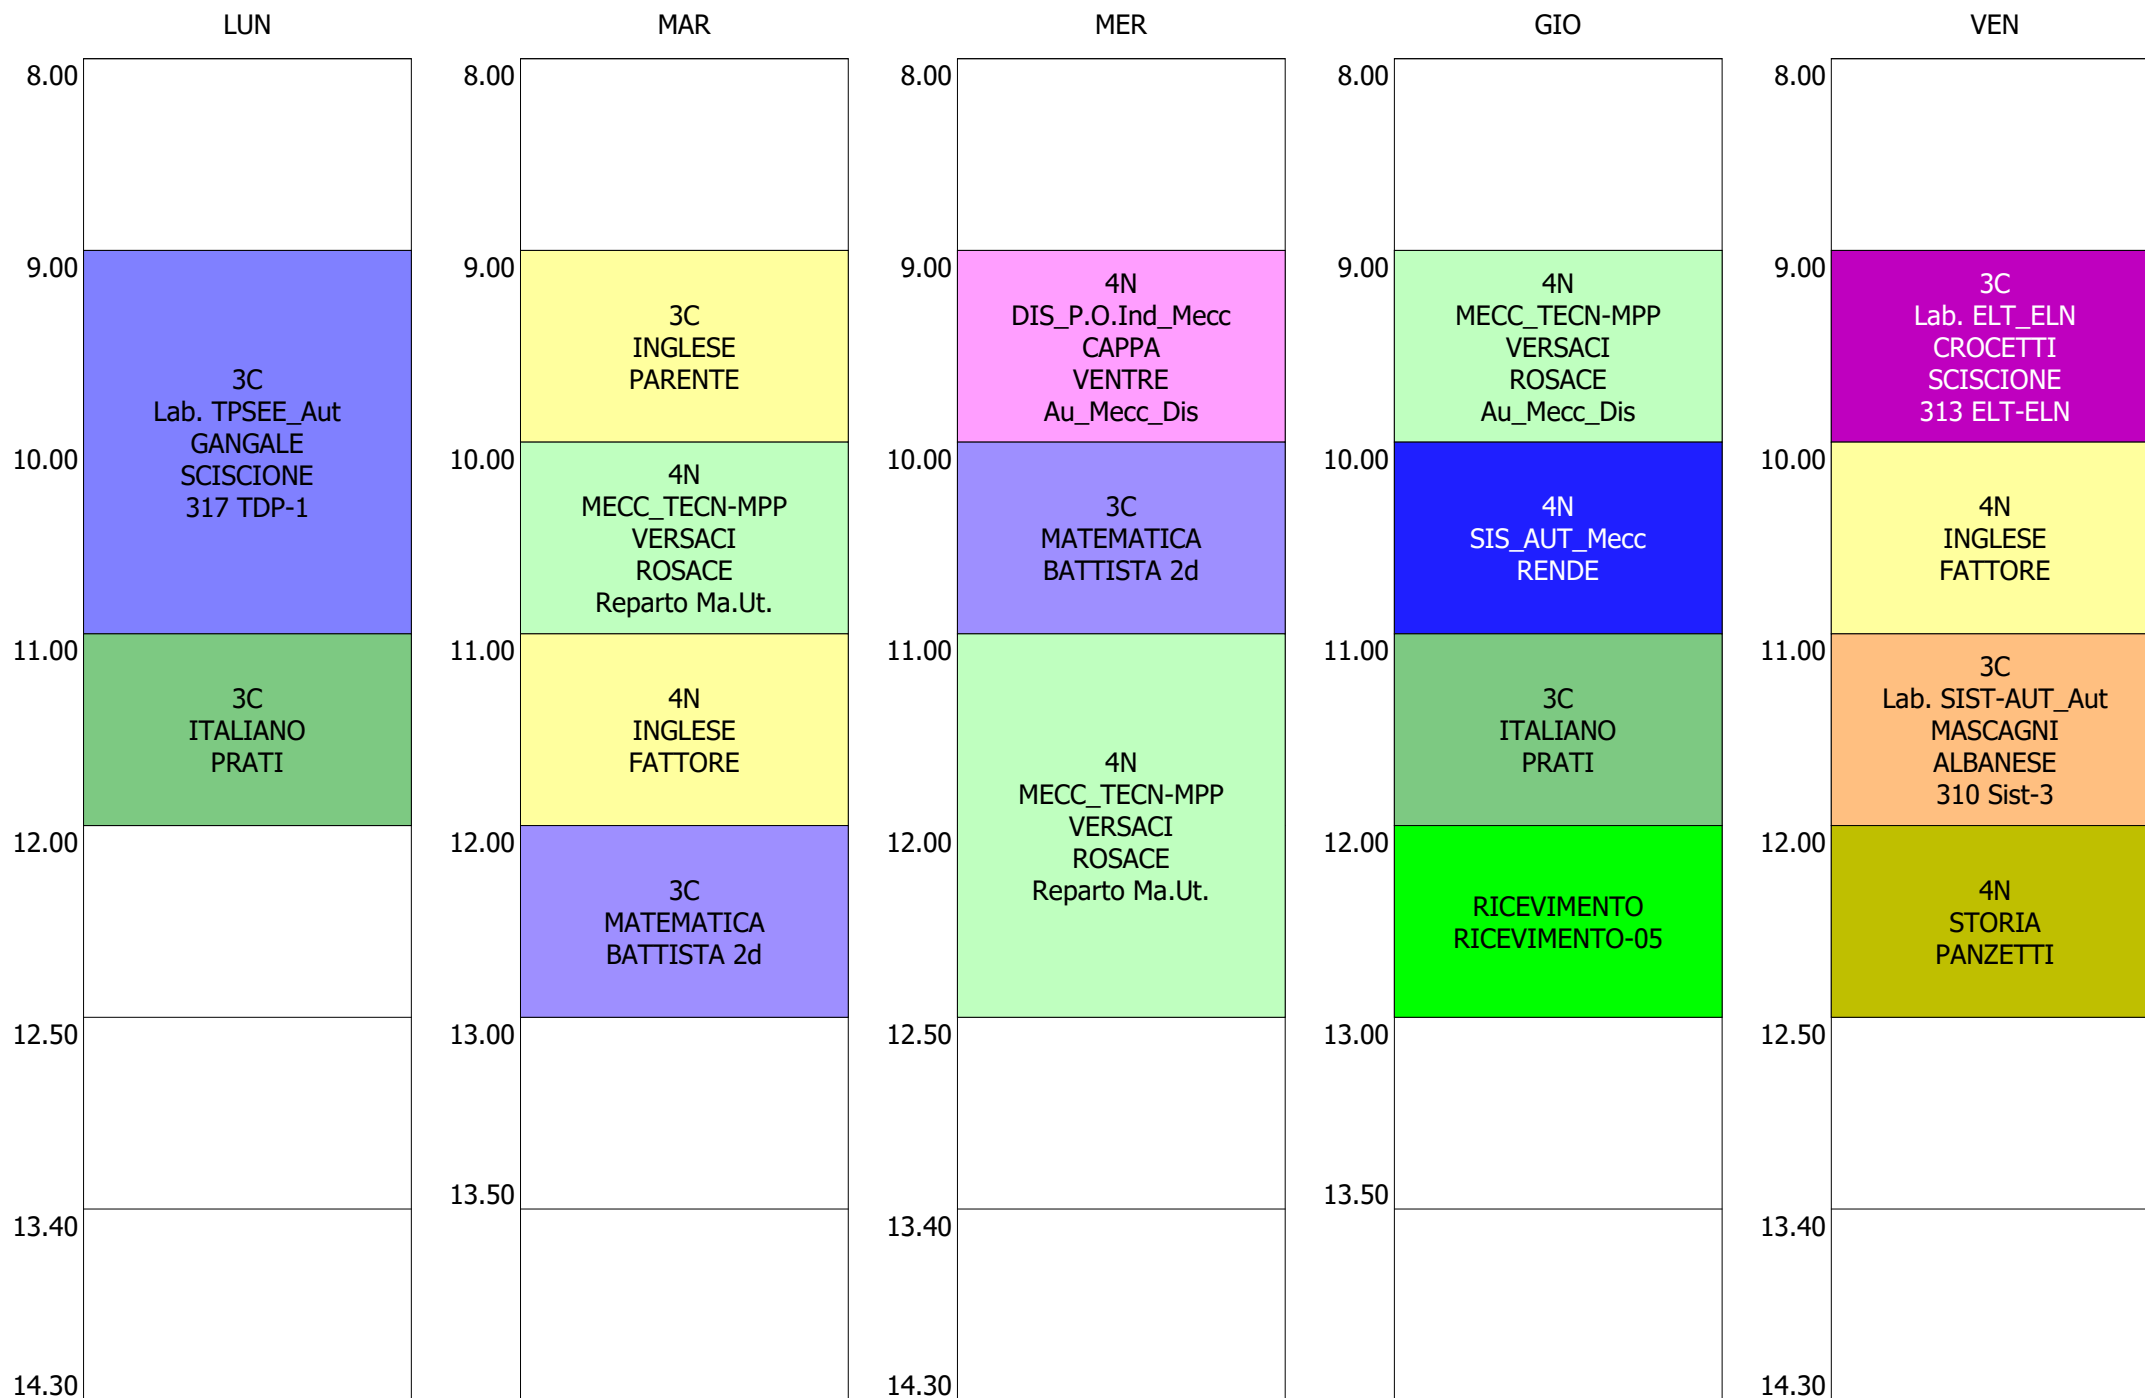 LUN
8.00
9.00
3C
Lab. TPSEE_Aut
GANGALE
SCISCIONE
317 TDP-1
10.00
11.00
3C
ITALIANO
PRATI
12.00
12.50
13.40
14.30
MAR
8.00
9.00
3C
INGLESE
PARENTE
10.00
4N
MECC_TECN-MPP
VERSACI
ROSACE
Reparto Ma.Ut.
11.00
4N
INGLESE
FATTORE
12.00
3C
MATEMATICA
BATTISTA 2d
13.00
13.50
MER
8.00
9.00
4N
DIS_P.O.Ind_Mecc
CAPPA
VENTRE
Au_Mecc_Dis
10.00
3C
MATEMATICA
BATTISTA 2d
11.00
4N
MECC_TECN-MPP
VERSACI
ROSACE
Reparto Ma.Ut.
12.00
12.50
13.40
14.30
GIO
8.00
9.00
4N
MECC_TECN-MPP
VERSACI
ROSACE
Au_Mecc_Dis
10.00
4N
SIS_AUT_Mecc
RENDE
11.00
3C
ITALIANO
PRATI
12.00
RICEVIMENTO
RICEVIMENTO-05
13.00
13.50
VEN
8.00
9.00
3C
Lab. ELT_ELN
CROCETTI
SCISCIONE
313 ELT-ELN
10.00
4N
INGLESE
FATTORE
11.00
3C
Lab. SIST-AUT_Aut
MASCAGNI
ALBANESE
310 Sist-3
12.00
4N
STORIA
PANZETTI
12.50
13.40
14.30